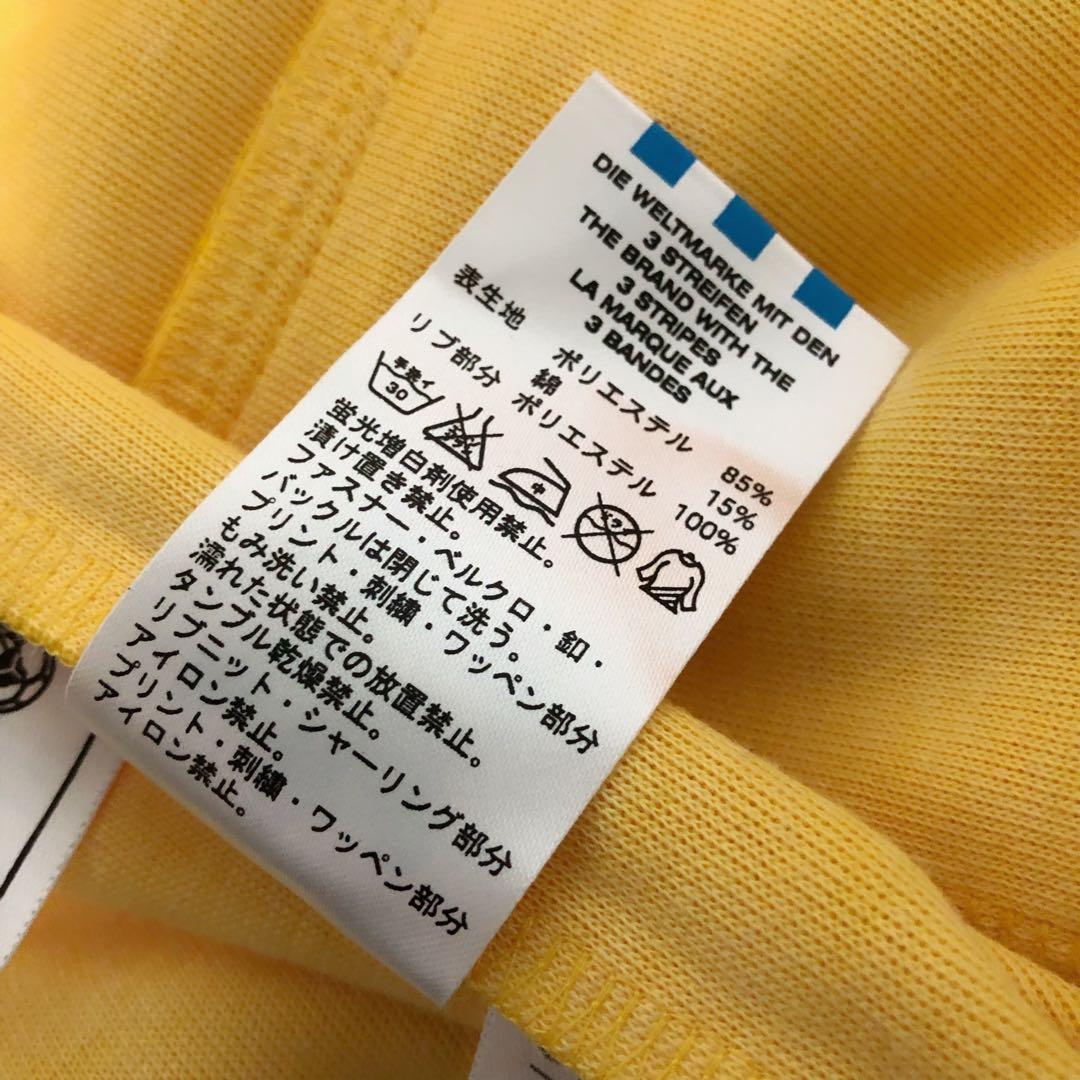 DIE WELTMARKE MIT DEN
3 STREIFEN
THE BRAND WITH THE
3 STRIPES
LA MARQUE AUX
3 BANDES
表生地 ポリエステル 85%
綿 15%
リブ部分 ポリエステル 100%
手洗イ
30
中
蛍光増白剤使用禁止。
漬け置き禁止。
ファスナー・ベルクロ・釦・
バックルは閉じて洗う。
プリント・刺繍・ワッペン部分
もみ洗い禁止。
濡れた状態での放置禁止。
タンブル乾燥禁止。
リブニット・シャーリング部分
アイロン禁止。
プリント・刺繍・ワッペン部分
アイロン禁止。